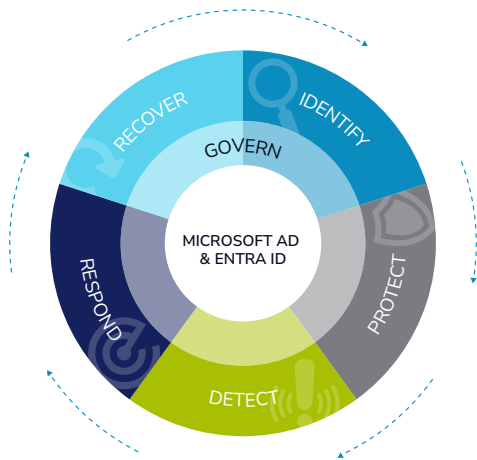 RECOVER
IDENTIFY
GOVERN
MICROSOFT AD
& ENTRA ID
RESPOND
PROTECT
DETECT